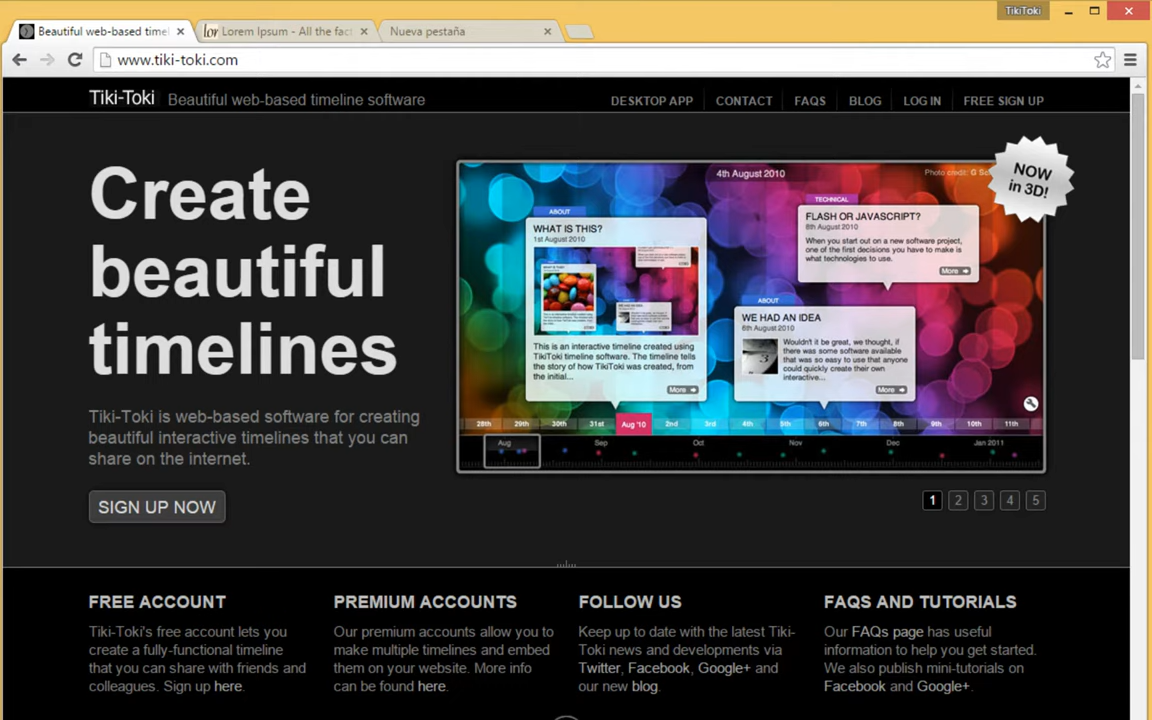 TikiToki
Beautiful web-based timel
Lorem Ipsum - All the fac
Nueva pestaña
www.tiki-toki.com
Tiki-Toki Beautiful web-based timeline software
DESKTOP APP CONTACT FAQS BLOG LOG IN FREE SIGN UP
Create
beautiful
timelines
Tiki-Toki is web-based software for creating
beautiful interactive timelines that you can
share on the internet.
SIGN UP NOW
4th August 2010
Photo credit: G
NOW
in 3D!
ABOUT
WHAT IS THIS?
1st August 2010
This is an interactive timeline created using
TikiToki timeline software. The timeline tells
the story of how TikiToki was created, from
the initial...
More
TECHNICAL
FLASH OR JAVASCRIPT?
8th August 2010
When you start out on a new software project,
one of the first decisions you have to make is
what technologies to use.
More
ABOUT
WE HAD AN IDEA
6th August 2010
Wouldn't it be great, we thought, if
there was some software available
that was so easy to use that anyone
could quickly create their own
interactive...
More
28th 29th 30th 31st Aug '10 2nd 3rd 4th 5th 6th 7th 8th 9th 10th 11th
Aug Sep Oct Nov Dec Jan 2011
1 2 3 4 5
FREE ACCOUNT
Tiki-Toki's free account lets you
create a fully-functional timeline
that you can share with friends and
colleagues. Sign up here.
PREMIUM ACCOUNTS
Our premium accounts allow you to
make multiple timelines and embed
them on your website. More info
can be found here.
FOLLOW US
Keep up to date with the latest Tiki-
Toki news and developments via
Twitter, Facebook, Google+ and
our new blog.
FAQS AND TUTORIALS
Our FAQs page has useful
information to help you get started.
We also publish mini-tutorials on
Facebook and Google+.